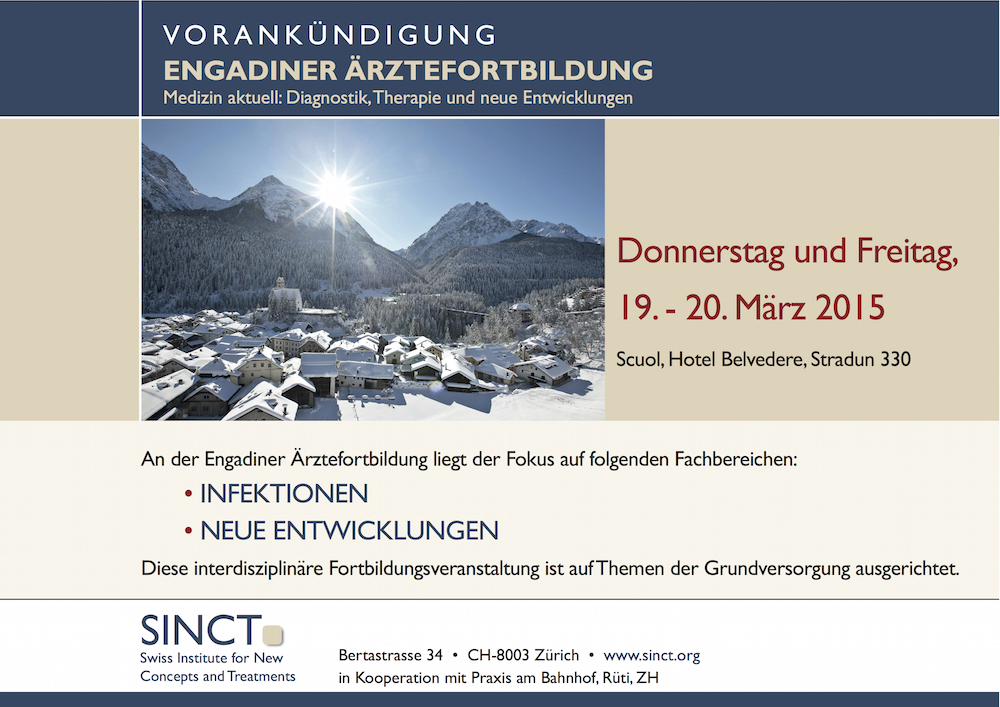 VORANKÜNDIGUNG
ENGADINER ÄRZTEFORTBILDUNG
Medizin aktuell: Diagnostik, Therapie und neue Entwicklungen
Donnerstag und Freitag,
19. - 20. März 2015
Scuol, Hotel Belvedere, Stradun 330
An der Engadiner Ärztefortbildung liegt der Fokus auf folgenden Fachbereichen:
• INFEKTIONEN
• NEUE ENTWICKLUNGEN
Diese interdisziplinäre Fortbildungsveranstaltung ist auf Themen der Grundversorgung ausgerichtet.
SINCT
Swiss Institute for New
Concepts and Treatments
Bertastrasse 34 • CH-8003 Zürich • www.sinct.org
in Kooperation mit Praxis am Bahnhof, Rüti, ZH